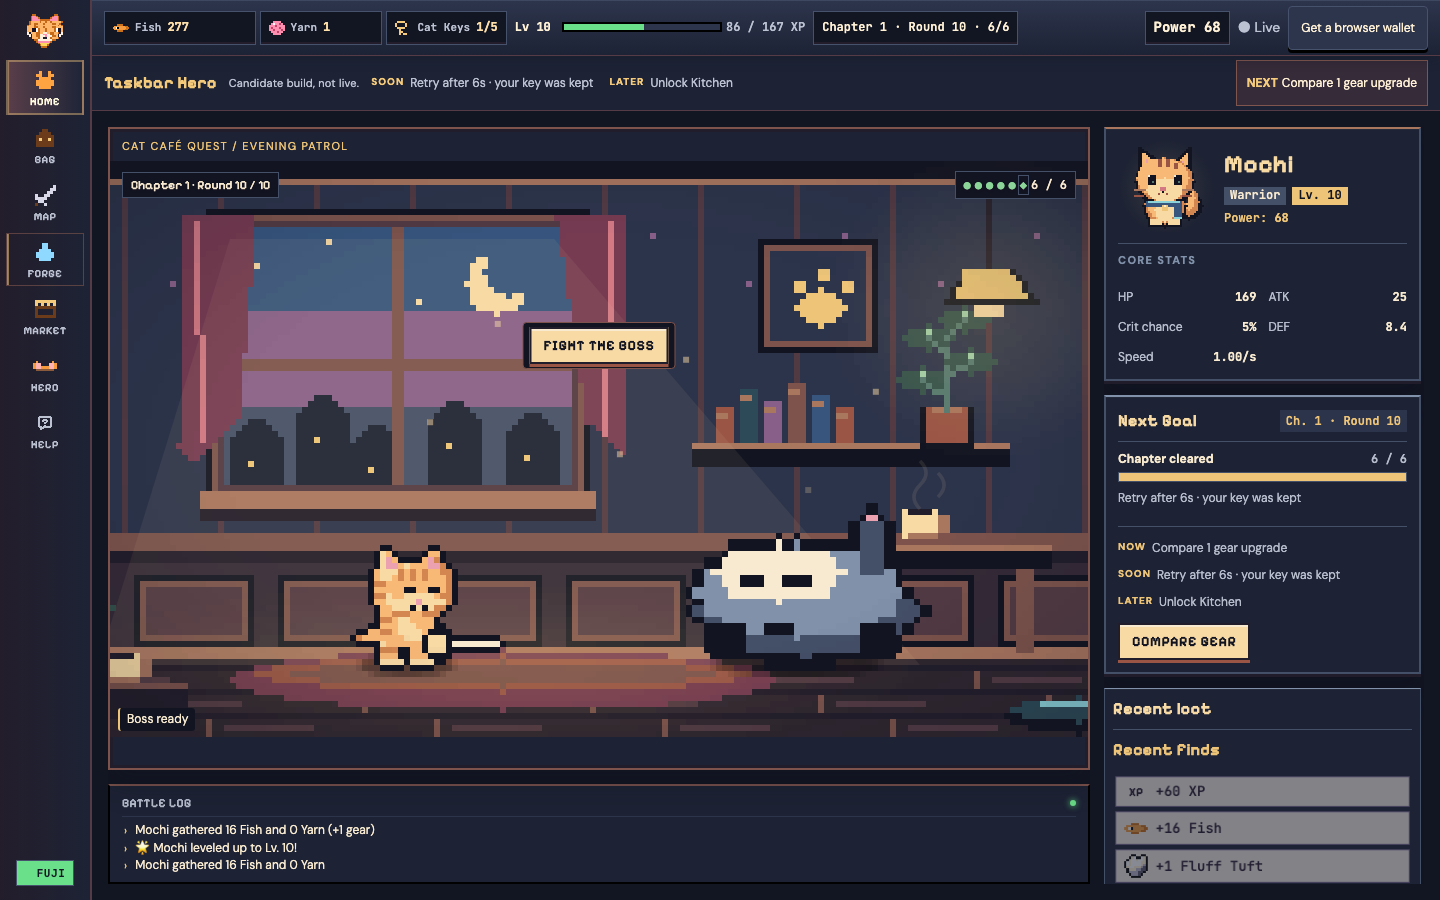 Fish 277
Yarn 1
Cat Keys 1/5
Lv 10
86 / 167 XP
Chapter 1 · Round 10 · 6/6
Power 68
Live
Get a browser wallet
Taskbar Hero
Candidate build, not live.
SOON Retry after 6s · your key was kept
LATER Unlock Kitchen
NEXT Compare 1 gear upgrade
HOME
BAG
MAP
FORGE
MARKET
HERO
HELP
FUJI
CAT CAFÉ QUEST / EVENING PATROL
Chapter 1 · Round 10 / 10
6 / 6
FIGHT THE BOSS
Boss ready
BATTLE LOG
› Mochi gathered 16 Fish and 0 Yarn (+1 gear)
› 🌟 Mochi leveled up to Lv. 10!
› Mochi gathered 16 Fish and 0 Yarn
Mochi
Warrior Lv. 10
Power: 68
CORE STATS
HP 169 ATK 25
Crit chance 5% DEF 8.4
Speed 1.00/s
Next Goal Ch. 1 · Round 10
Chapter cleared 6 / 6
Retry after 6s · your key was kept
NOW Compare 1 gear upgrade
SOON Retry after 6s · your key was kept
LATER Unlock Kitchen
COMPARE GEAR
Recent loot
Recent finds
XP +60 XP
+16 Fish
+1 Fluff Tuft